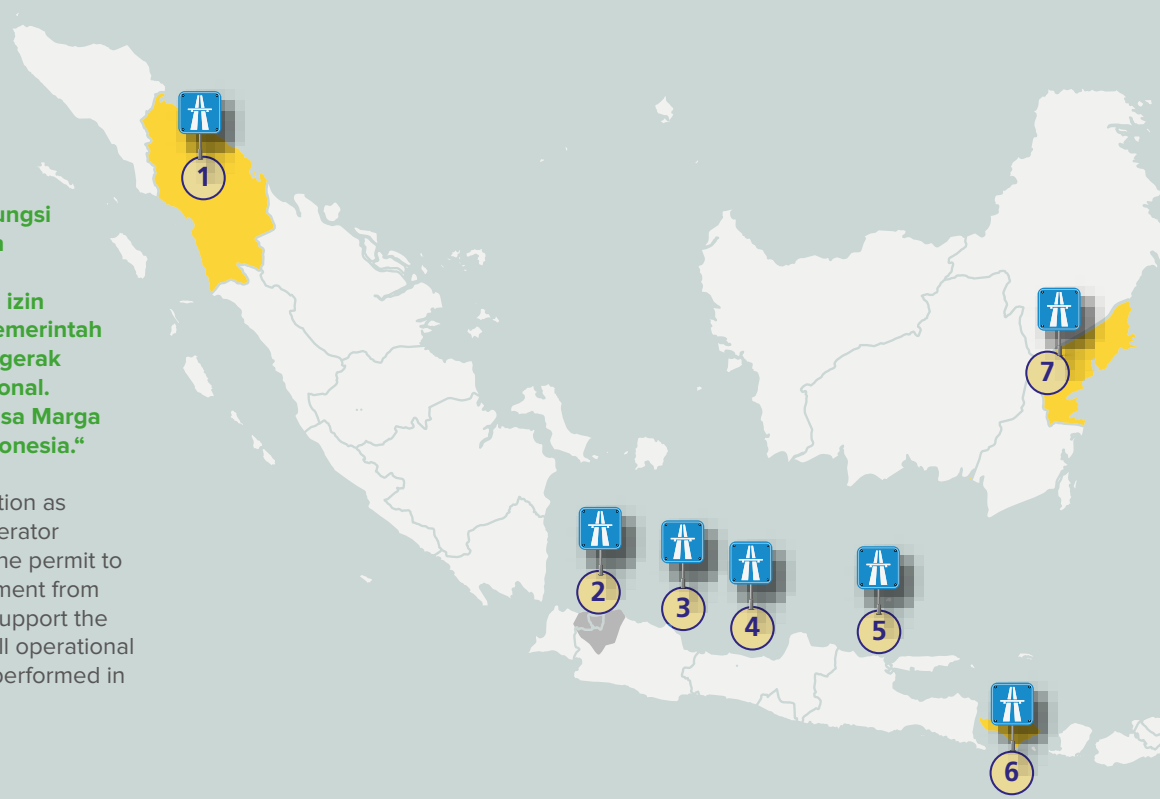 ungsi
izin
emerintah
gerak
onal.
sa Marga
onesia.“
tion as
erator
he permit to
ment from
upport the
ll operational
performed in
1
2
3
4
5
6
7